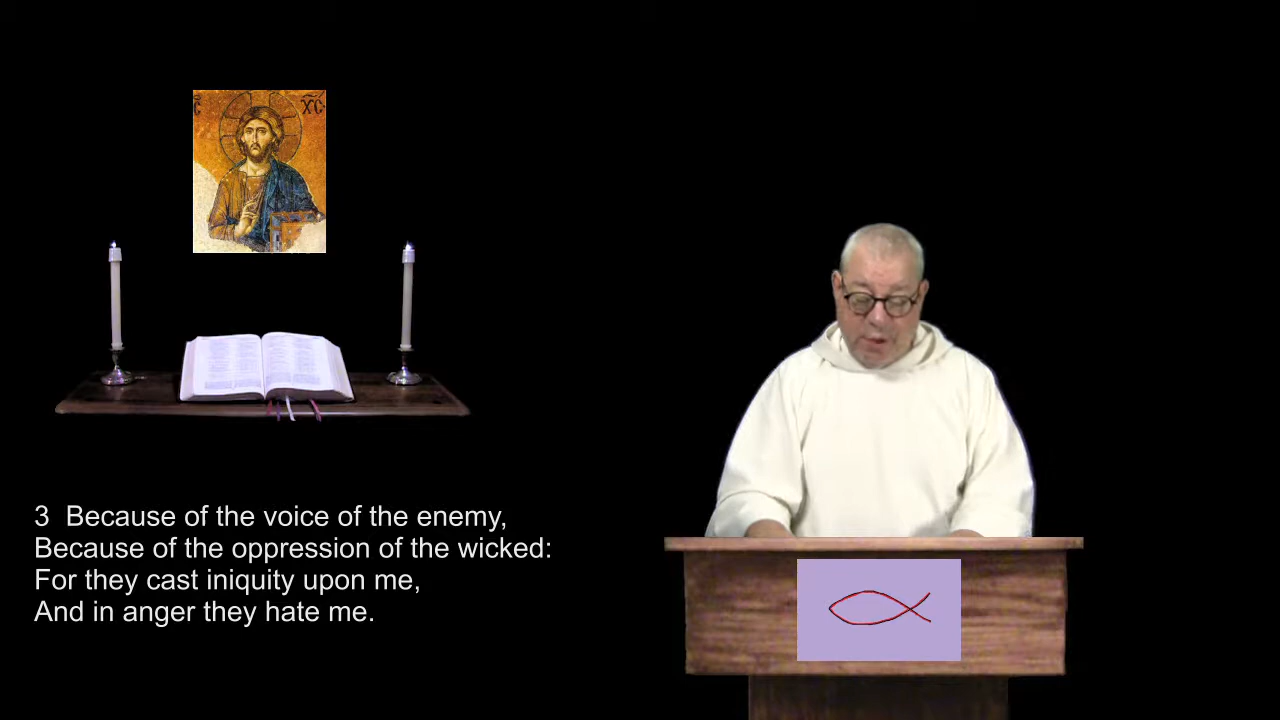 ΧC
3  Because of the voice of the enemy,
Because of the oppression of the wicked:
For they cast iniquity upon me,
And in anger they hate me.